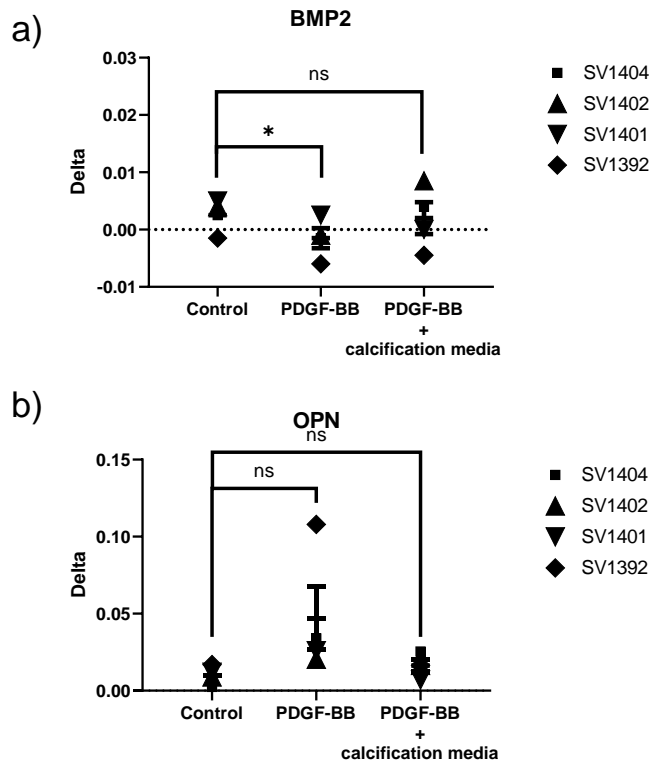 a)
BMP2
0.03
ns
SV1404
SV1402
0.02
*
SV1401
SV1392
Delta
0.01
0.00
-0.01
Control
PDGF-BB
PDGF-BB
+
calcification media
b)
OPN
ns
0.15
SV1404
ns
SV1402
SV1401
0.10
SV1392
Delta
0.05
0.00
Control
PDGF-BB
PDGF-BB
+
calcification media